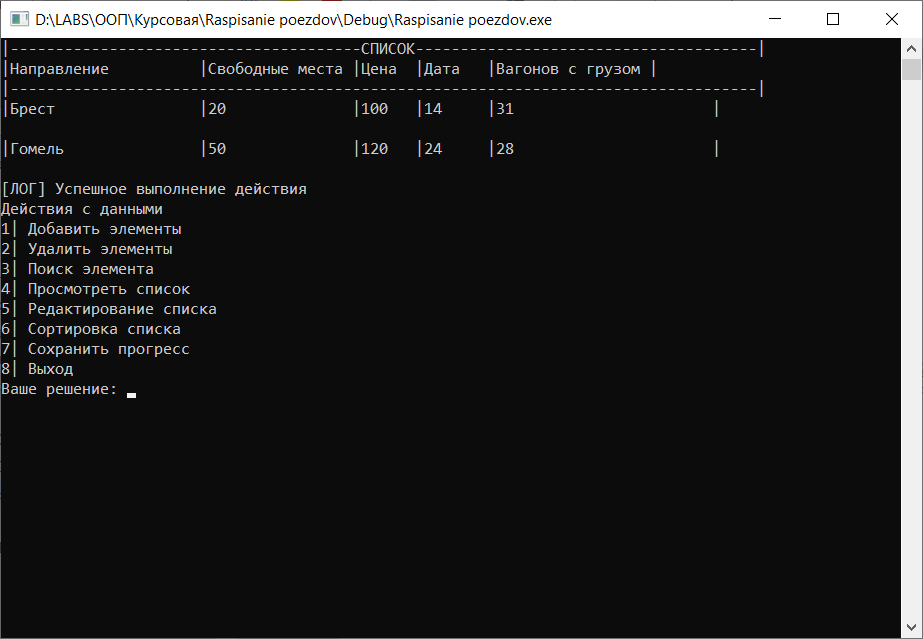 D:\LABS\ООП\Курсовая\Raspisanie poezdov\Debug\Raspisanie poezdov.exe
|---------------------------------------СПИСОК--------------------------------------|
|Направление          |Свободные места |Цена  |Дата   |Вагонов с грузом |
|-----------------------------------------------------------------------------------|
|Брест                |20              |100   |14     |31                      |
|Гомель               |50              |120   |24     |28                      |
[ЛОГ] Успешное выполнение действия
Действия с данными
1| Добавить элементы
2| Удалить элементы
3| Поиск элемента
4| Просмотреть список
5| Редактирование списка
6| Сортировка списка
7| Сохранить прогресс
8| Выход
Ваше решение: _